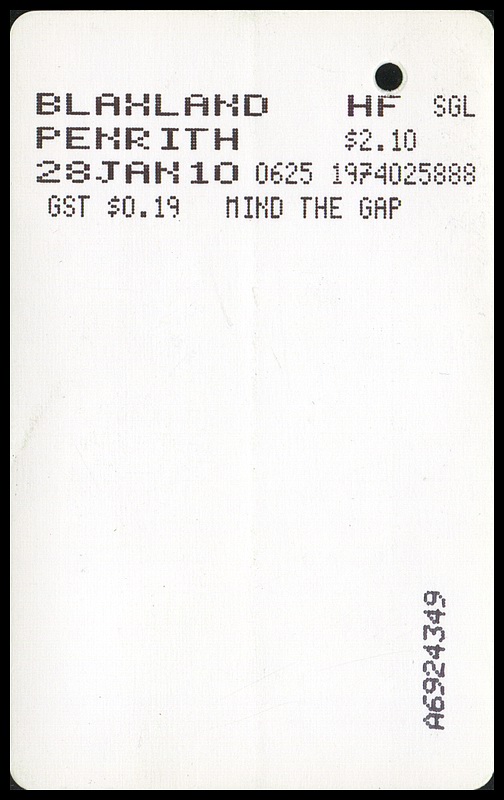 BLAXLAND HF SGL
PENRITH $2.10
28JAN10 0625 1974025888
GST $0.19 MIND THE GAP
A6924349